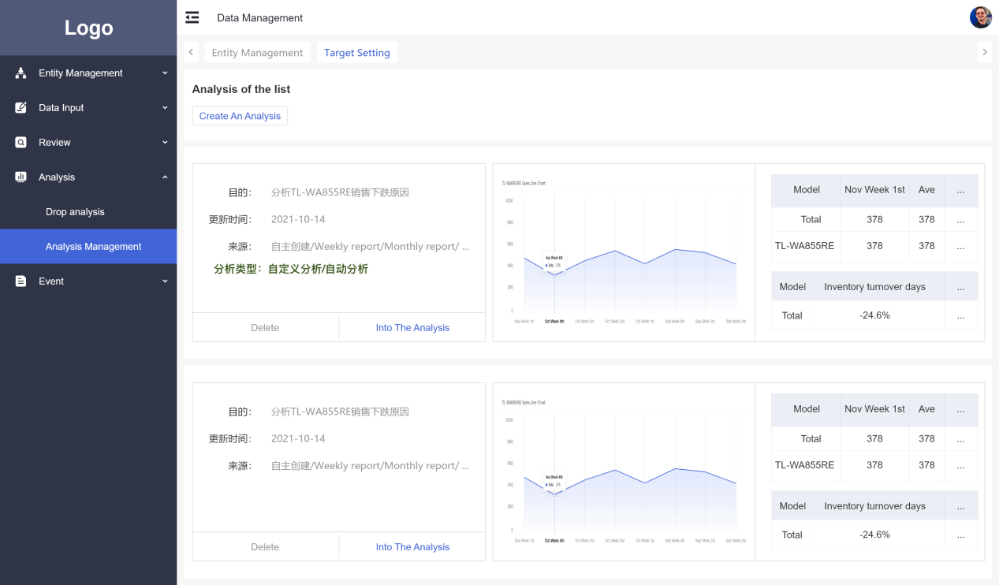 Logo
Data Management
Entity Management
Data Input
Review
Analysis
Drop analysis
Analysis Management
Event
Entity Management
Target Setting
Analysis of the list
Create An Analysis
目的: 分析TL-WA855RE销售下跌原因
更新时间: 2021-10-14
来源: 自主创建/Weekly report/Monthly report/ ...
分析类型：自定义分析/自动分析
Delete
Into The Analysis
TL-WA855RE Sales Line Chart
1000
800
600
400
200
0
Sep Week 4th
Total 276
Nov Week 1st Oct Week 4th Oct Week 3rd Oct Week 2nd Oct Week 1st Sep Week 4th Sep Week 3rd Sep Week 2nd
Model Nov Week 1st Ave ...
Total 378 378 ...
TL-WA855RE 378 378 ...
Model Inventory turnover days ...
Total -24.6% ...
目的: 分析TL-WA855RE销售下跌原因
更新时间: 2021-10-14
来源: 自主创建/Weekly report/Monthly report/ ...
Delete
Into The Analysis
TL-WA855RE Sales Line Chart
1000
800
600
400
200
0
Sep Week 4th
Total 276
Nov Week 1st Oct Week 4th Oct Week 3rd Oct Week 2nd Oct Week 1st Sep Week 4th Sep Week 3rd Sep Week 2nd
Model Nov Week 1st Ave ...
Total 378 378 ...
TL-WA855RE 378 378 ...
Model Inventory turnover days ...
Total -24.6% ...